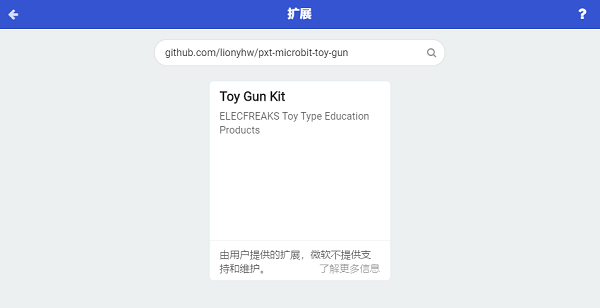 扩展
github.com/lionyhw/pxt-microbit-toy-gun
Toy Gun Kit
ELECFREAKS Toy Type Education
Products
由用户提供的扩展，微软不提供支
持和维护。 了解更多信息